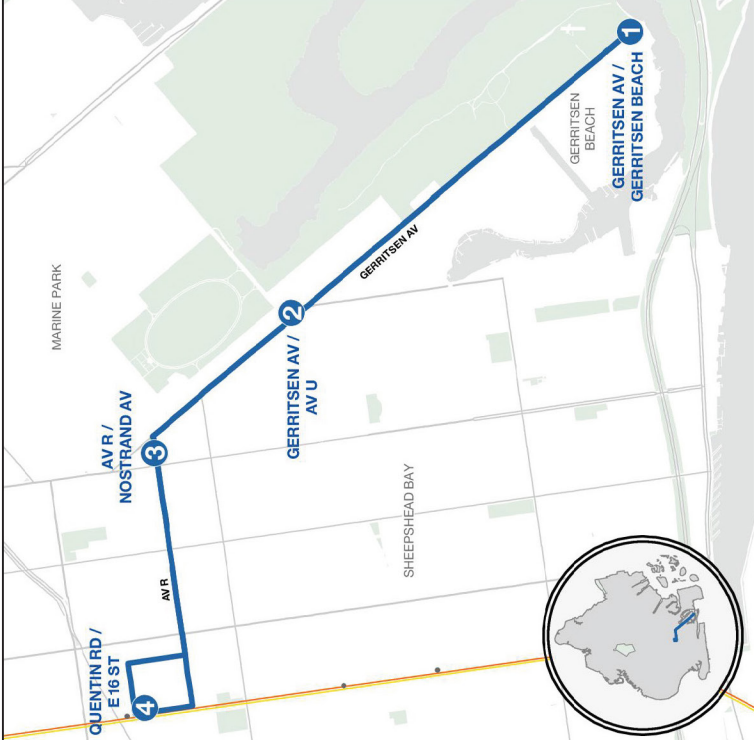 MARINE PARK
1
GERRITSEN AV /
GERRITSEN BEACH
GERRITSEN
BEACH
GERRITSEN AV
2
GERRITSEN AV /
AV U
3
AV R /
NOSTRAND AV
SHEEPSHEAD BAY
AV R
4
QUENTIN RD /
E 16 ST